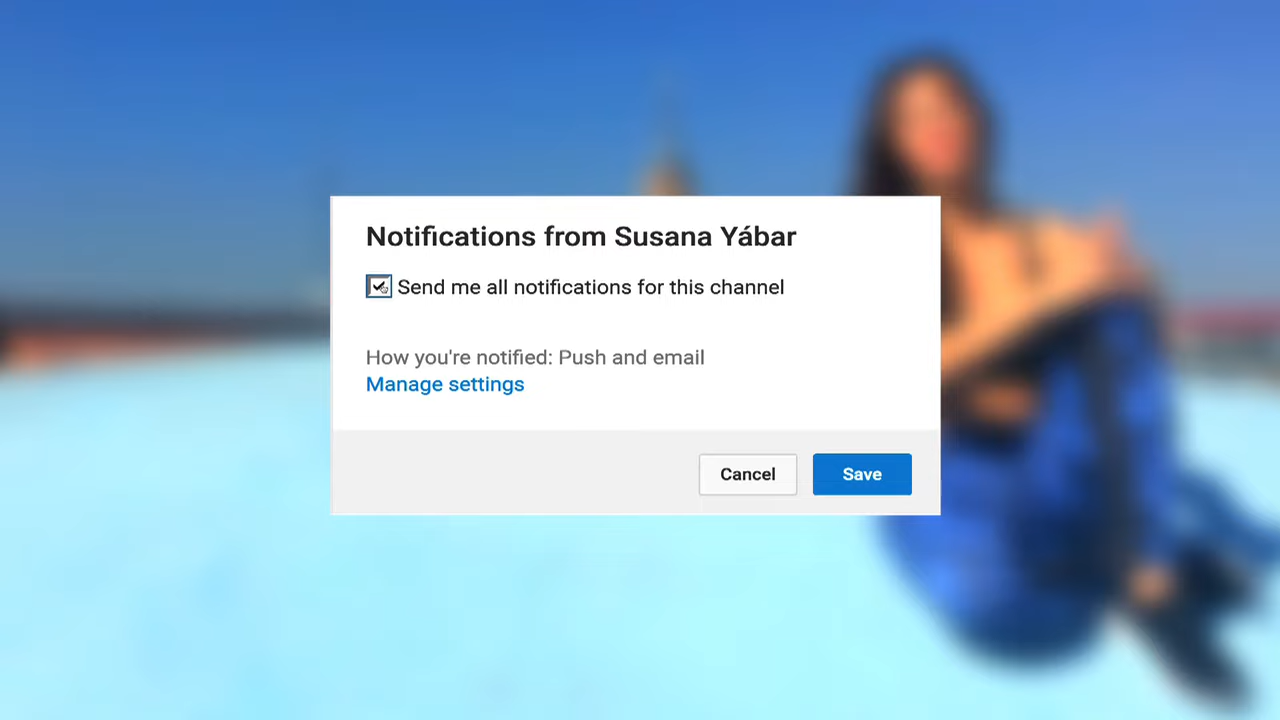 Notifications from Susana Yábar
Send me all notifications for this channel
How you're notified: Push and email
Manage settings
Cancel
Save